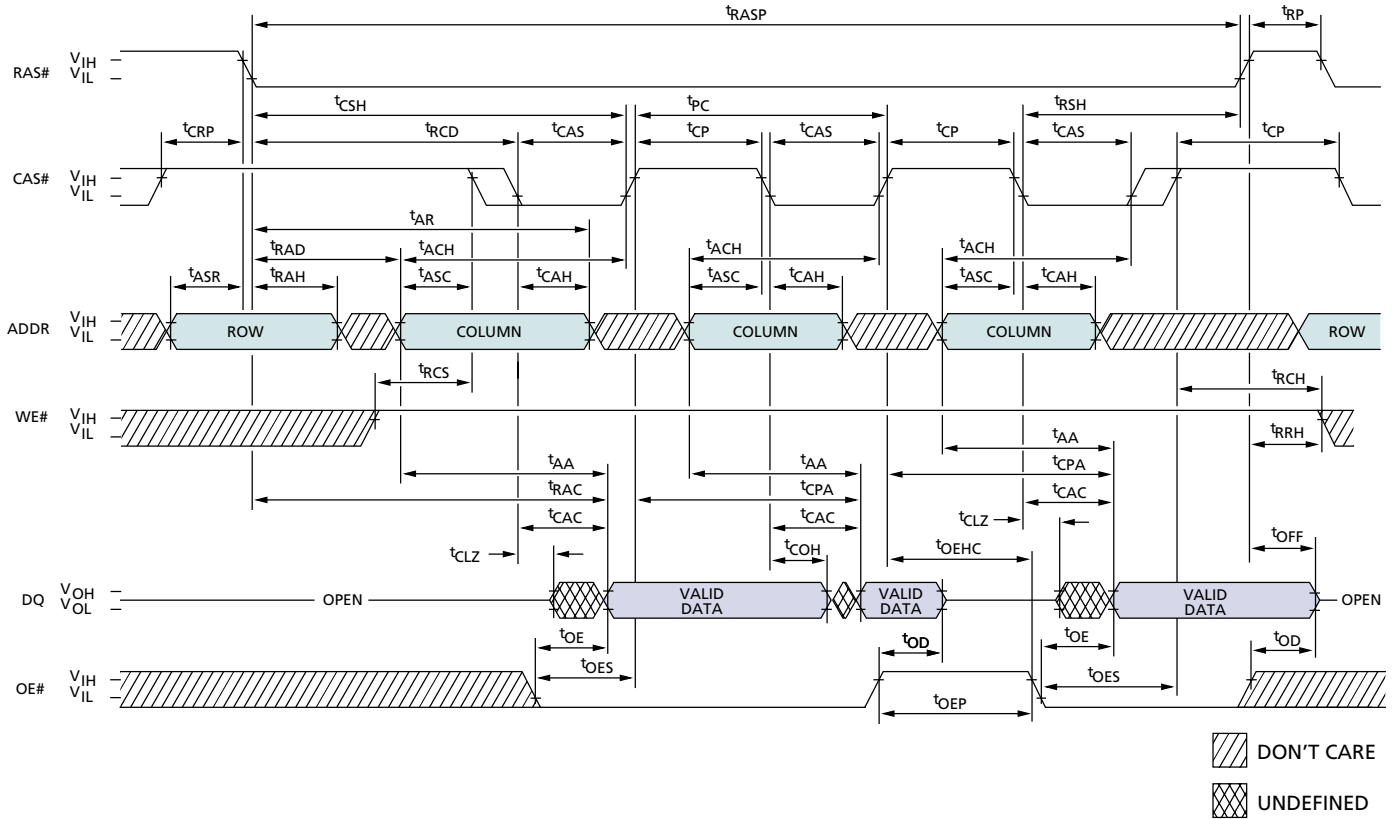 tRASP tRP
RAS# VIH
VIL
tCSH tPC tRSH
tCRP tRCD tCAS tCP tCAS tCP tCAS tCP
CAS# VIH
VIL
tAR
tRAD tACH tACH tACH
tASR tRAH tASC tCAH tASC tCAH tASC tCAH
ADDR VIH
VIL
ROW COLUMN COLUMN COLUMN ROW
tRCS tRCH
WE# VIH
VIL
tRRH
tAA tAA tAA
tRAC tCPA tCPA
tCAC tCAC tCAC
tCLZ tCOH tOEHC tCLZ tOFF
DQ VOH
VOL
OPEN VALID DATA VALID DATA VALID DATA OPEN
tOE tOD tOE tOD
tOES tOES
OE# VIH
VIL
tOEP
DON'T CARE
UNDEFINED